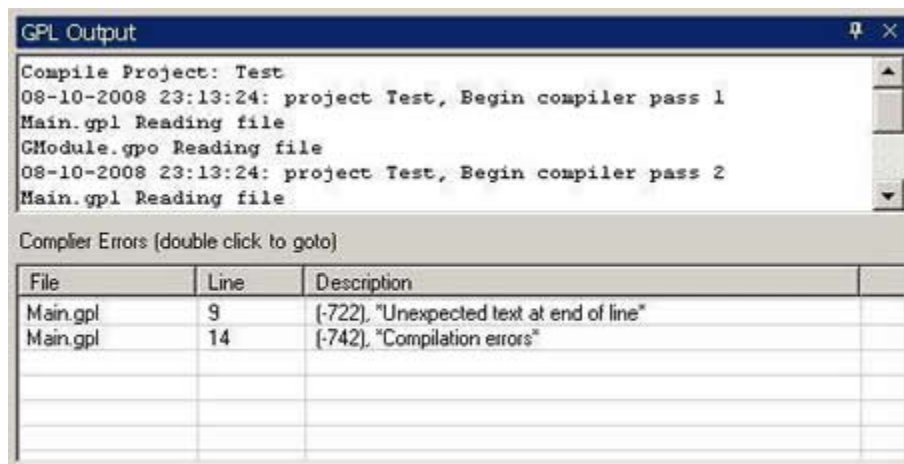 GPL Output
Compile Project: Test
08-10-2008 23:13:24: project Test, Begin compiler pass 1
Main.gpl Reading file
GModule.gpo Reading file
08-10-2008 23:13:24: project Test, Begin compiler pass 2
Main.gpl Reading file
Complier Errors (double click to goto)
File Line Description
Main.gpl 9 (-722), "Unexpected text at end of line"
Main.gpl 14 (-742), "Compilation errors"